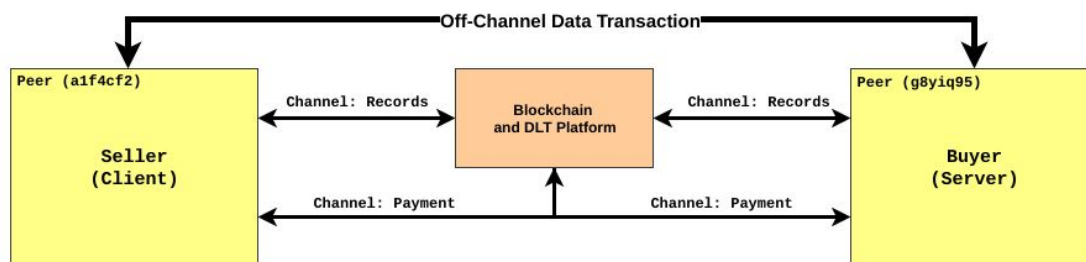 Off-Channel Data Transaction
Peer (a1f4cf2)
Seller
(Client)
Channel: Records
Blockchain
and DLT Platform
Channel: Records
Peer (g8yiq95)
Buyer
(Server)
Channel: Payment
Channel: Payment